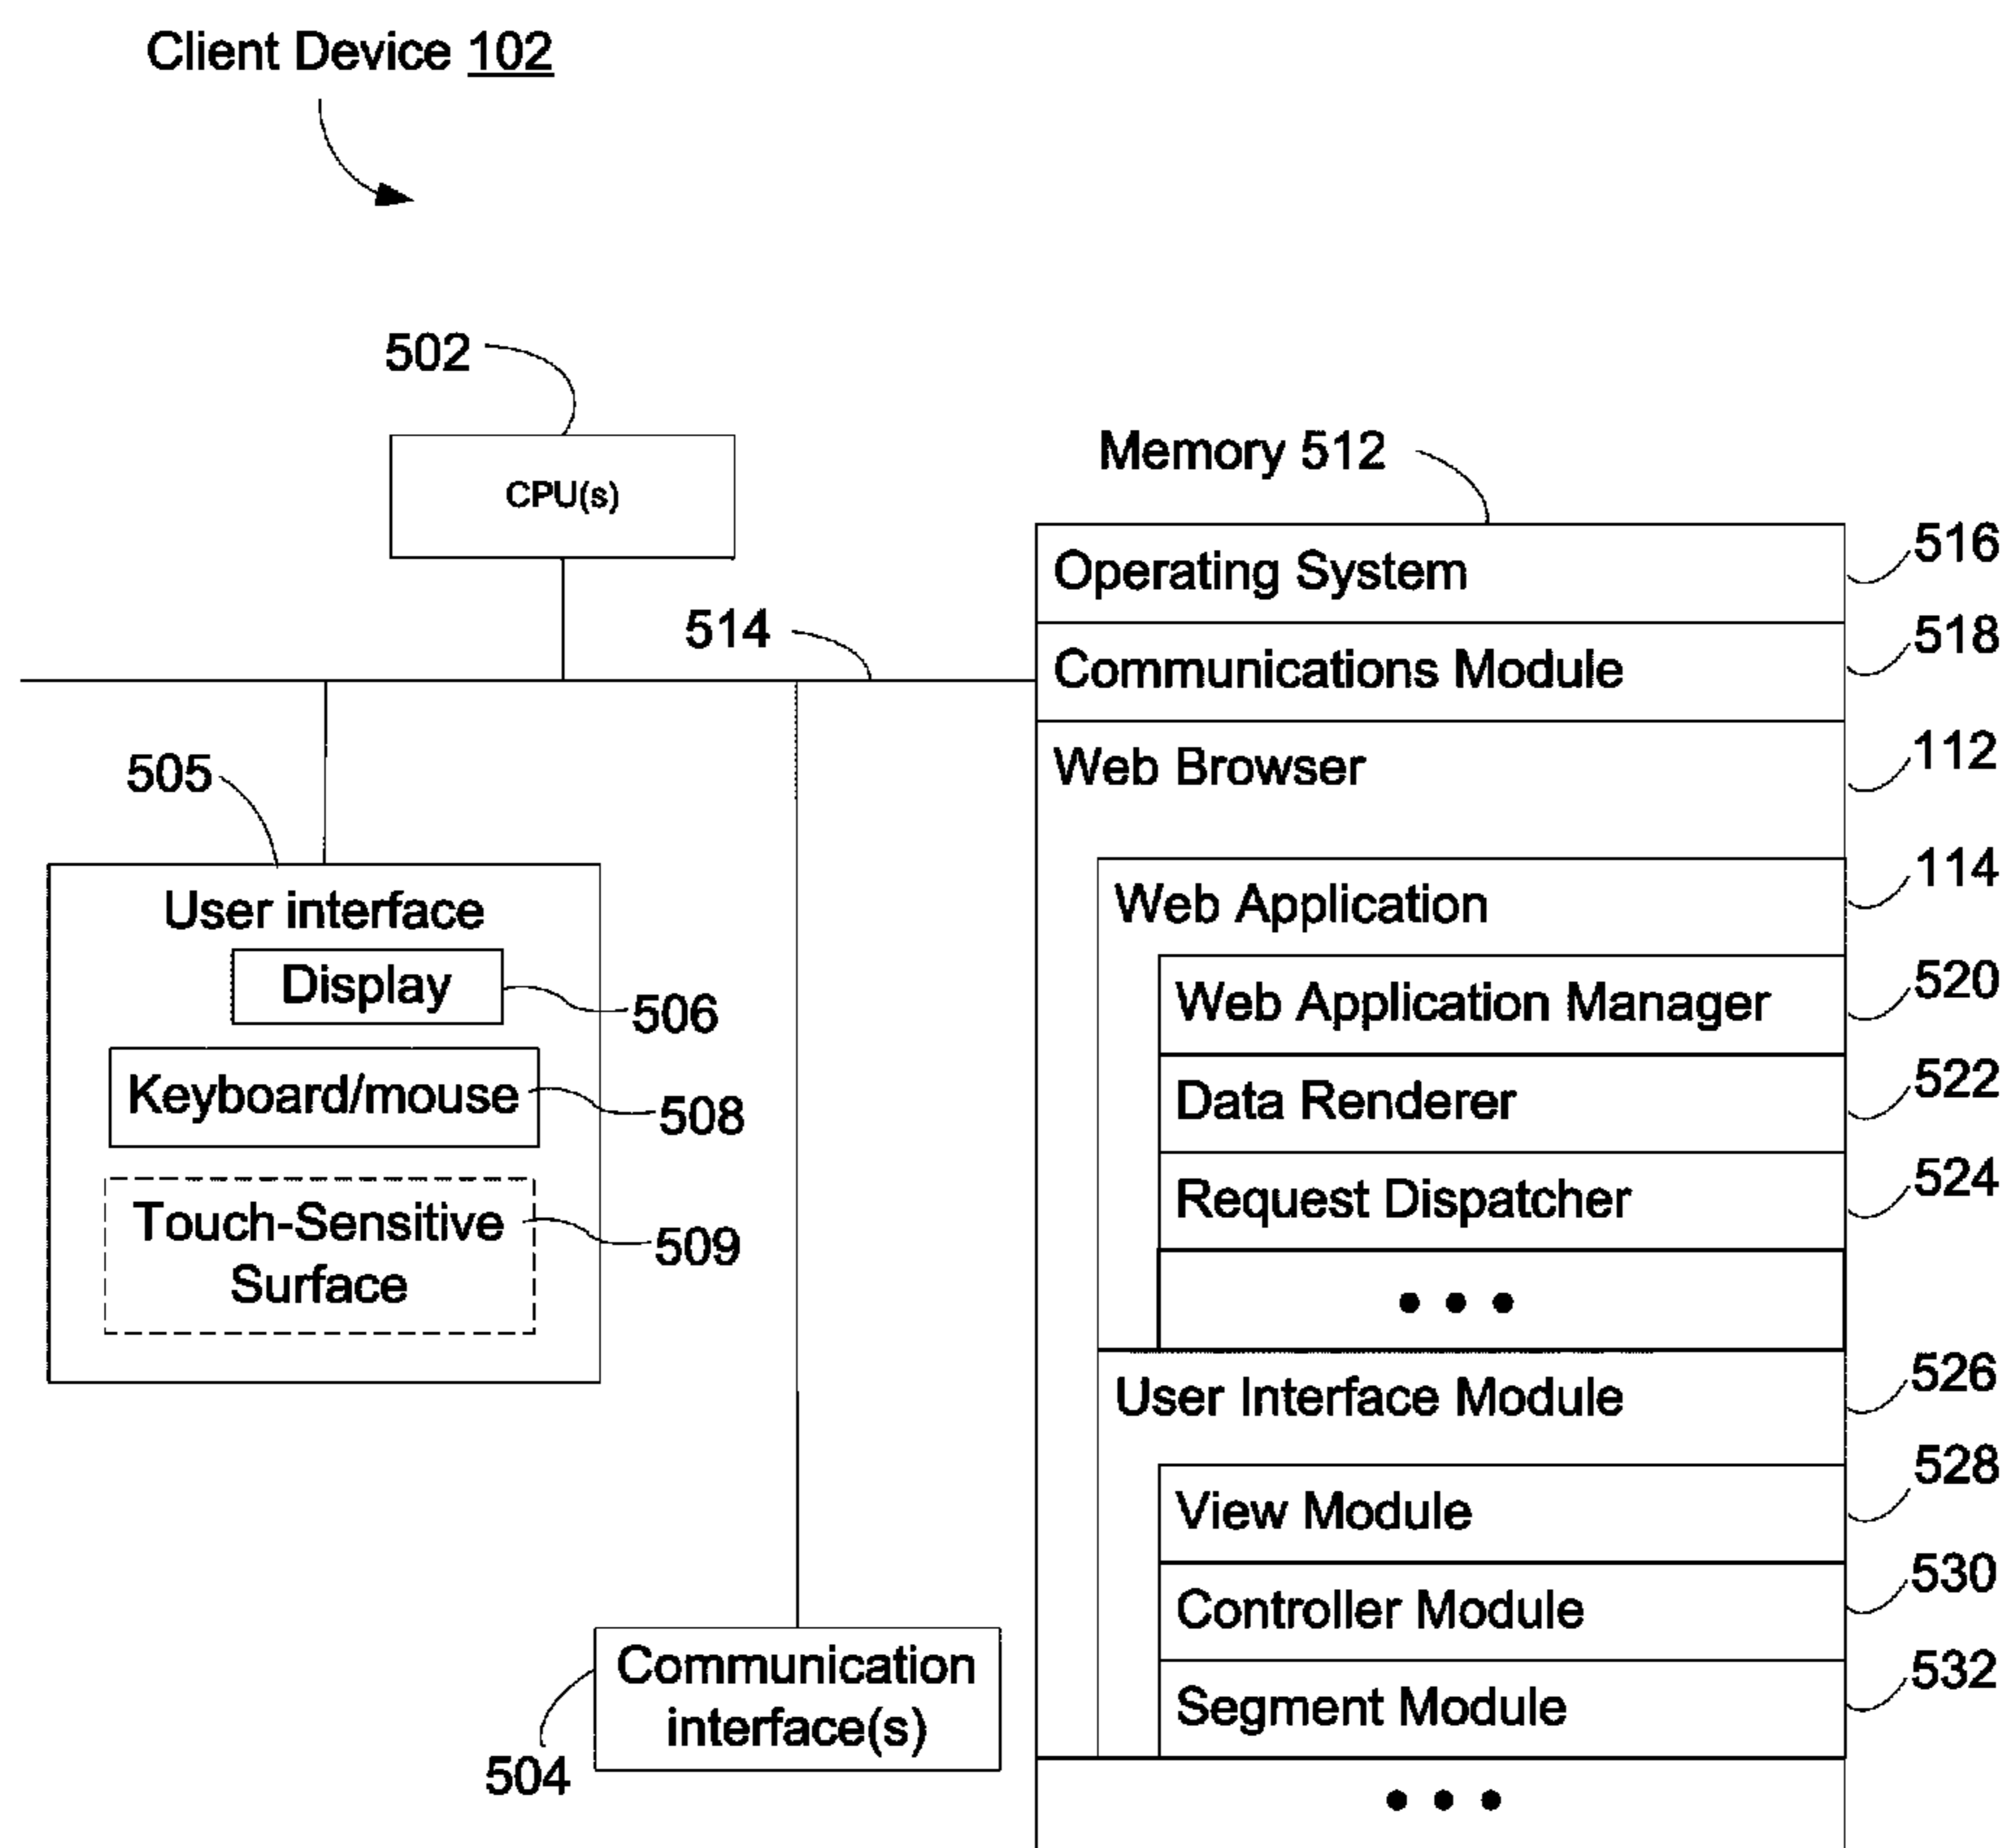 Client Device 102
502
CPU(s)
514
505
User interface
Display
506
Keyboard/mouse
508
Touch-Sensitive
Surface
509
Communication
interface(s)
504
Memory 512
Operating System
516
Communications Module
518
Web Browser
112
Web Application
114
Web Application Manager
520
Data Renderer
522
Request Dispatcher
524
• • •
User Interface Module
526
View Module
528
Controller Module
530
Segment Module
532
• • •